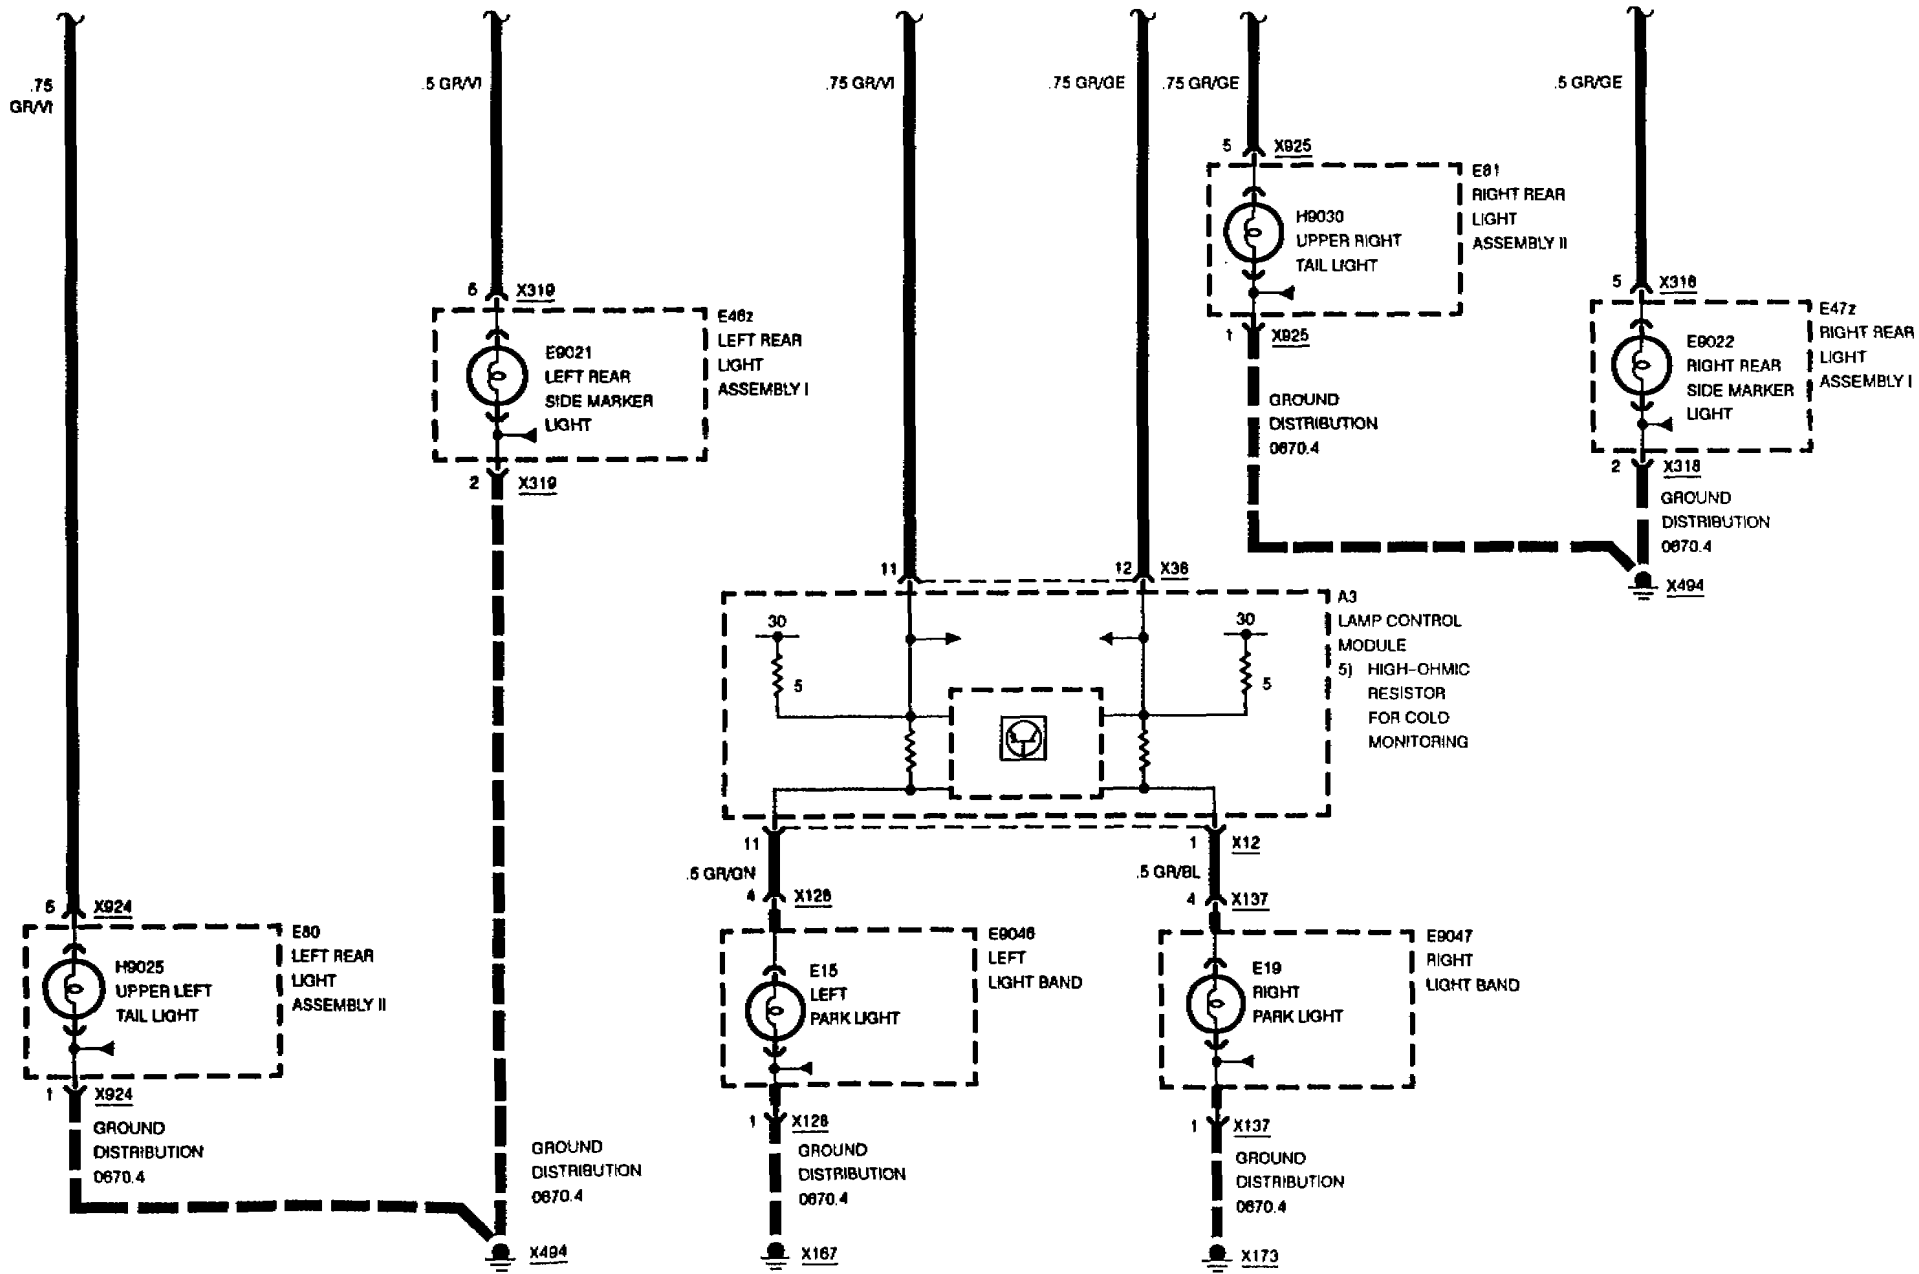 .75
GR/VI
.5 GR/VI
.75 GR/VI
.75 GR/GE
.75 GR/GE
.5 GR/GE
5 X925
E81
RIGHT REAR
LIGHT
ASSEMBLY II
H9030
UPPER RIGHT
TAIL LIGHT
1 X925
GROUND
DISTRIBUTION
0670.4
5 X318
E47z
RIGHT REAR
LIGHT
ASSEMBLY I
E9022
RIGHT REAR
SIDE MARKER
LIGHT
2 X318
GROUND
DISTRIBUTION
0670.4
X494
X319
E46z
LEFT REAR
LIGHT
ASSEMBLY I
E9021
LEFT REAR
SIDE MARKER
LIGHT
2 X319
11
12 X36
A3
LAMP CONTROL
MODULE
5) HIGH-OHMIC
RESISTOR
FOR COLD
MONITORING
30
5
30
5
11
1 X12
.5 GR/GN
.5 GR/BL
4 X128
4 X137
E9046
LEFT
LIGHT BAND
E15
LEFT
PARK LIGHT
E9047
RIGHT
LIGHT BAND
E19
RIGHT
PARK LIGHT
X924
E80
LEFT REAR
LIGHT
ASSEMBLY II
H9025
UPPER LEFT
TAIL LIGHT
1 X924
GROUND
DISTRIBUTION
0670.4
GROUND
DISTRIBUTION
0670.4
1 X128
GROUND
DISTRIBUTION
0670.4
1 X137
GROUND
DISTRIBUTION
0670.4
X494
X167
X173